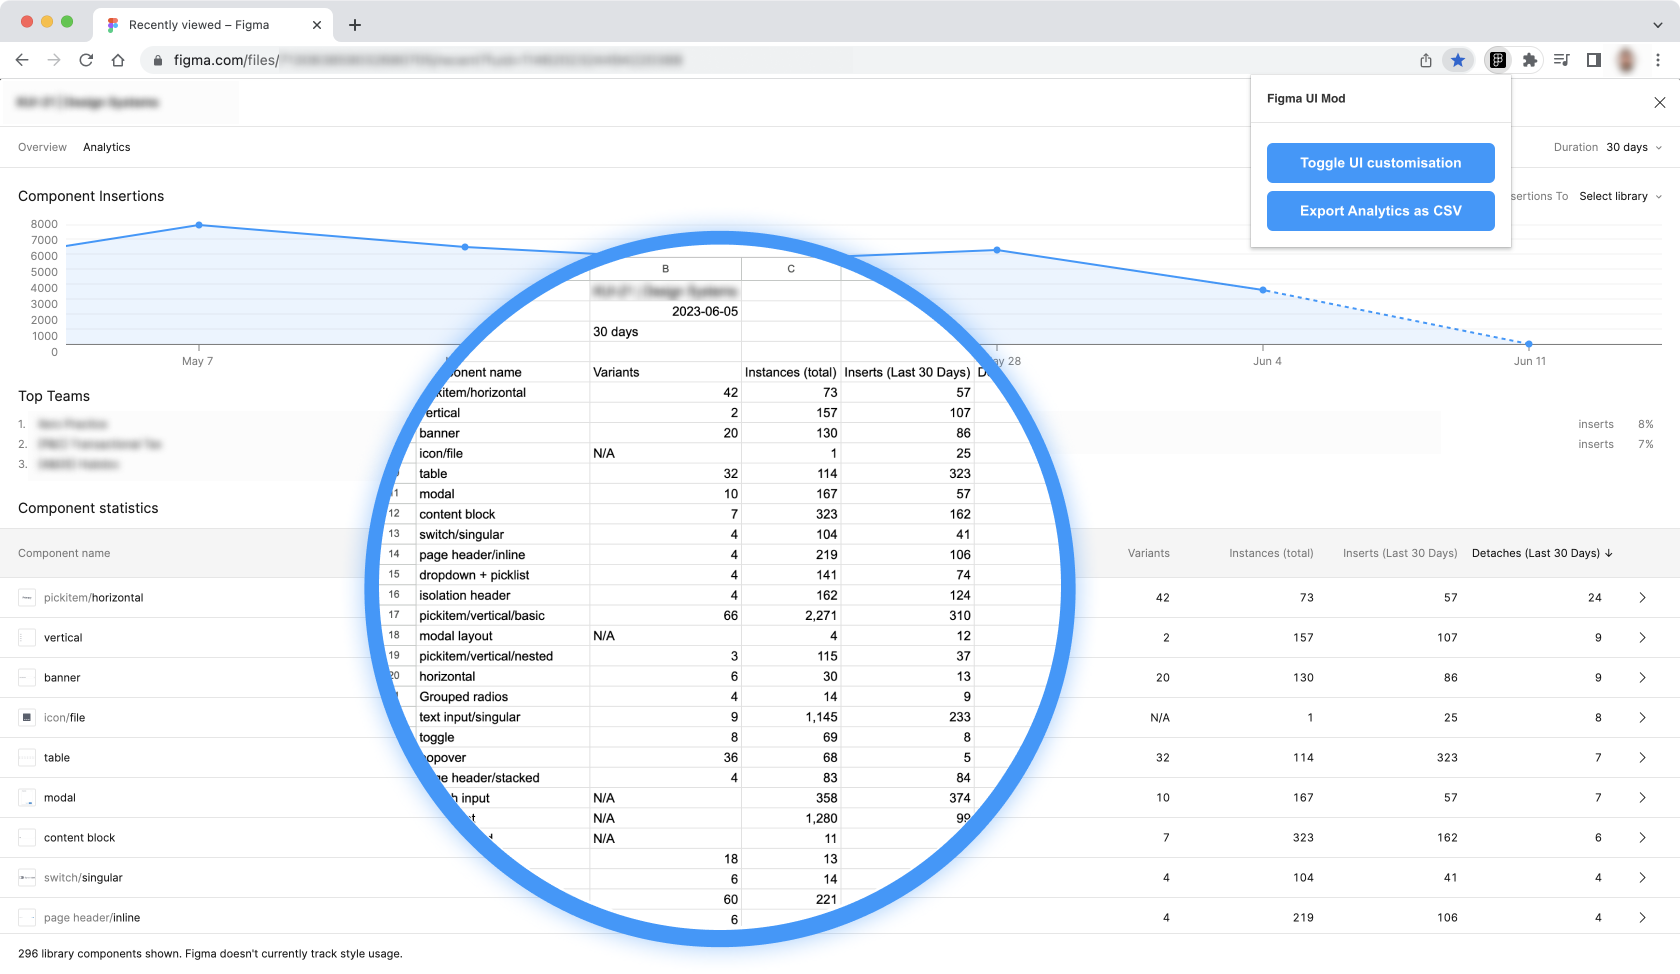 Recently viewed – Figma
figma.com/files/
Figma UI Mod
Overview Analytics
Duration 30 days
Toggle UI customisation
Export Analytics as CSV
Component Insertions
sertions To Select library
8000
7000
6000
5000
4000
3000
2000
1000
0
May 7
ay 28
Jun 4
Jun 11
Top Teams
1.
2.
3.
inserts 8%
inserts 7%
B C
2023-06-05
30 days
onent name Variants Instances (total) Inserts (Last 30 Days) D
kitem/horizontal 42 73 57
ertical 2 157 107
banner 20 130 86
icon/file N/A 1 25
table 32 114 323
modal 10 167 57
12 content block 7 323 162
13 switch/singular 4 104 41
14 page header/inline 4 219 106
15 dropdown + picklist 4 141 74
16 isolation header 4 162 124
17 pickitem/vertical/basic 66 2,271 310
18 modal layout N/A 4 12
19 pickitem/vertical/nested 3 115 37
20 horizontal 6 30 13
Grouped radios 4 14 9
text input/singular 9 1,145 233
toggle 8 69 8
opover 36 68 5
ge header/stacked 4 83 84
h input N/A 358 374
t N/A 1,280 99
N/A 11
18 13
6 14
60 221
6
Component statistics
Component name Variants Instances (total) Inserts (Last 30 Days) Detaches (Last 30 Days) ↓
pickitem/horizontal 42 73 57 24
vertical 2 157 107 9
banner 20 130 86 9
icon/file N/A 1 25 8
table 32 114 323 7
modal 10 167 57 7
content block 7 323 162 6
switch/singular 4 104 41 4
page header/inline 4 219 106 4
296 library components shown. Figma doesn't currently track style usage.